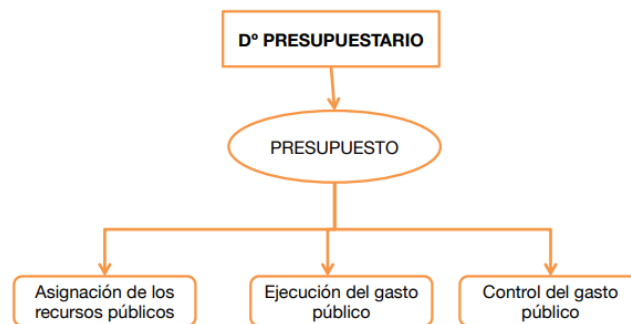 Dº PRESUPUESTARIO
PRESUPUESTO
Asignación de los
recursos públicos
Ejecución del gasto
público
Control del gasto
público